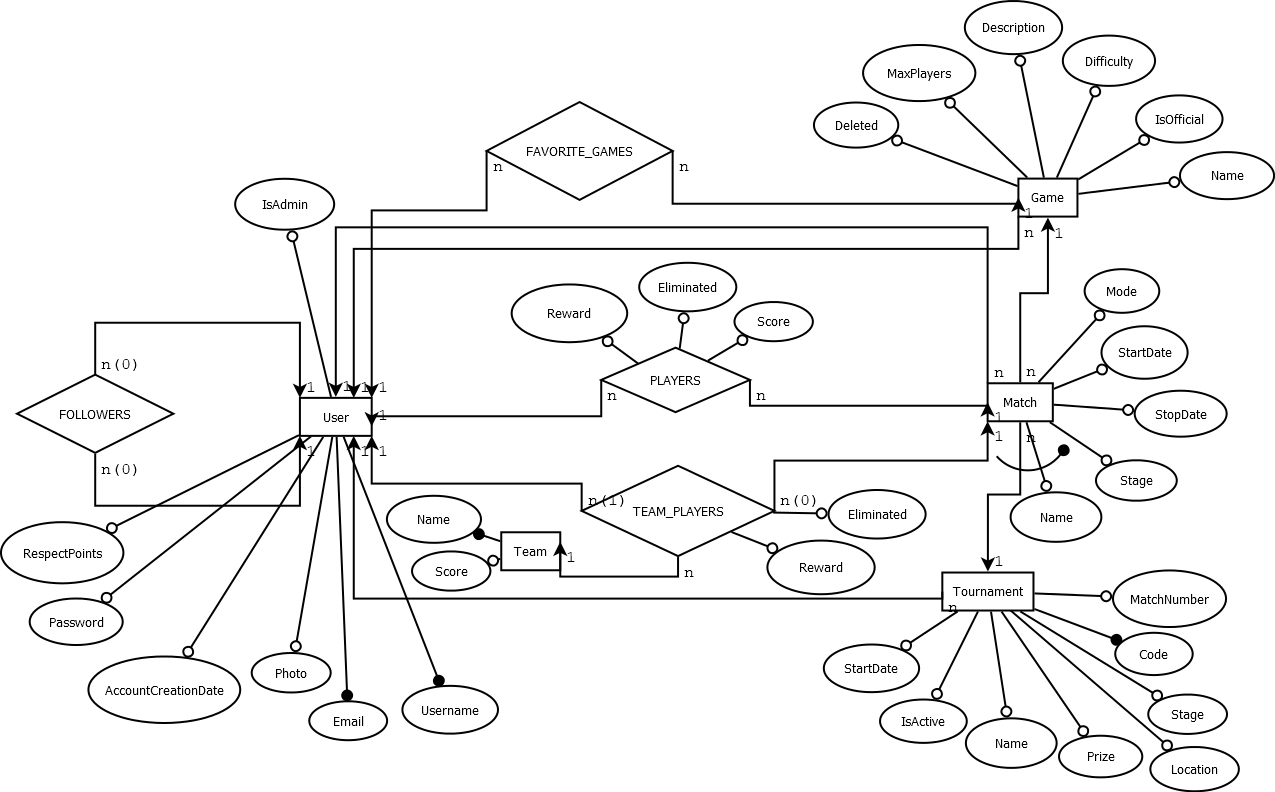 Description
Difficulty
MaxPlayers
IsOfficial
Deleted
FAVORITE_GAMES
n
n
Name
Game
IsAdmin
1
n
1
Mode
Eliminated
Reward
Score
StartDate
n(0)
n
n
PLAYERS
1
1
1
1
n
n
Match
FOLLOWERS
User
1
1
StopDate
1
n
1
1
1
n(0)
Stage
n(1)
n(0)
TEAM_PLAYERS
Eliminated
Name
Name
Team
1
1
RespectPoints
Score
n
Reward
Tournament
MatchNumber
n
Password
Code
StartDate
Photo
AccountCreationDate
Username
Email
IsActive
Stage
Name
Prize
Location